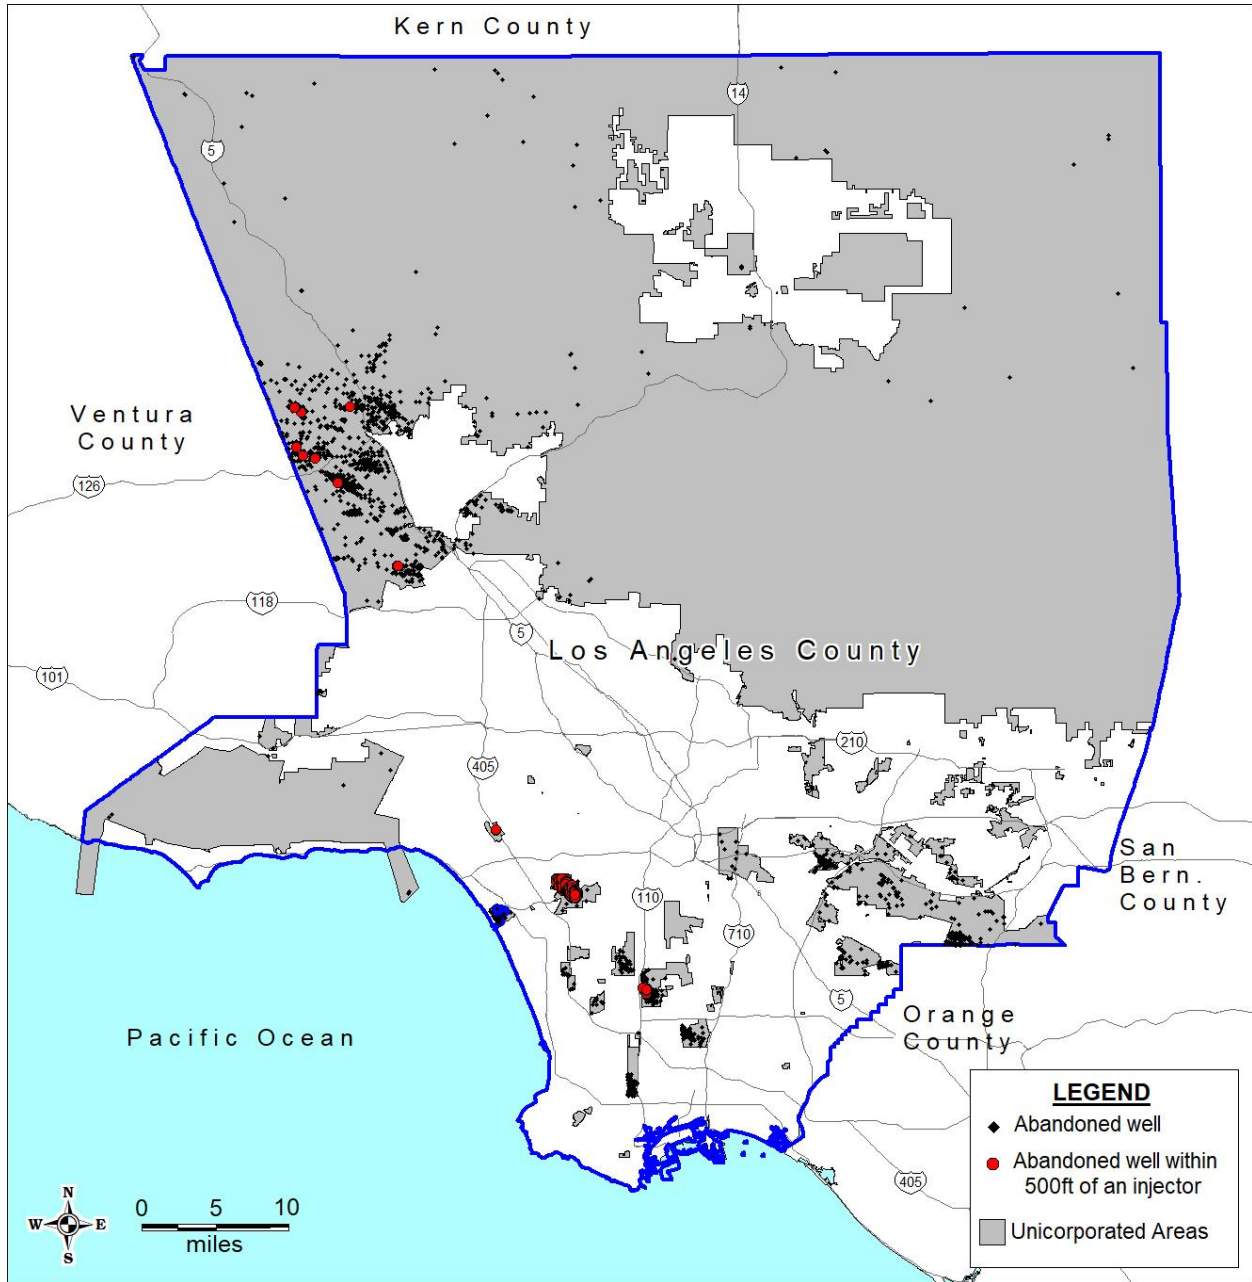 Kern County
14
5
Ventura
County
126
118
5
Los Angeles County
101
210
405
San
Bern.
County
110
710
5
Orange
County
Pacific Ocean
LEGEND
Abandoned well
Abandoned well within
500ft of an injector
Unicorporated Areas
405
N
W E
S
0 5 10
miles